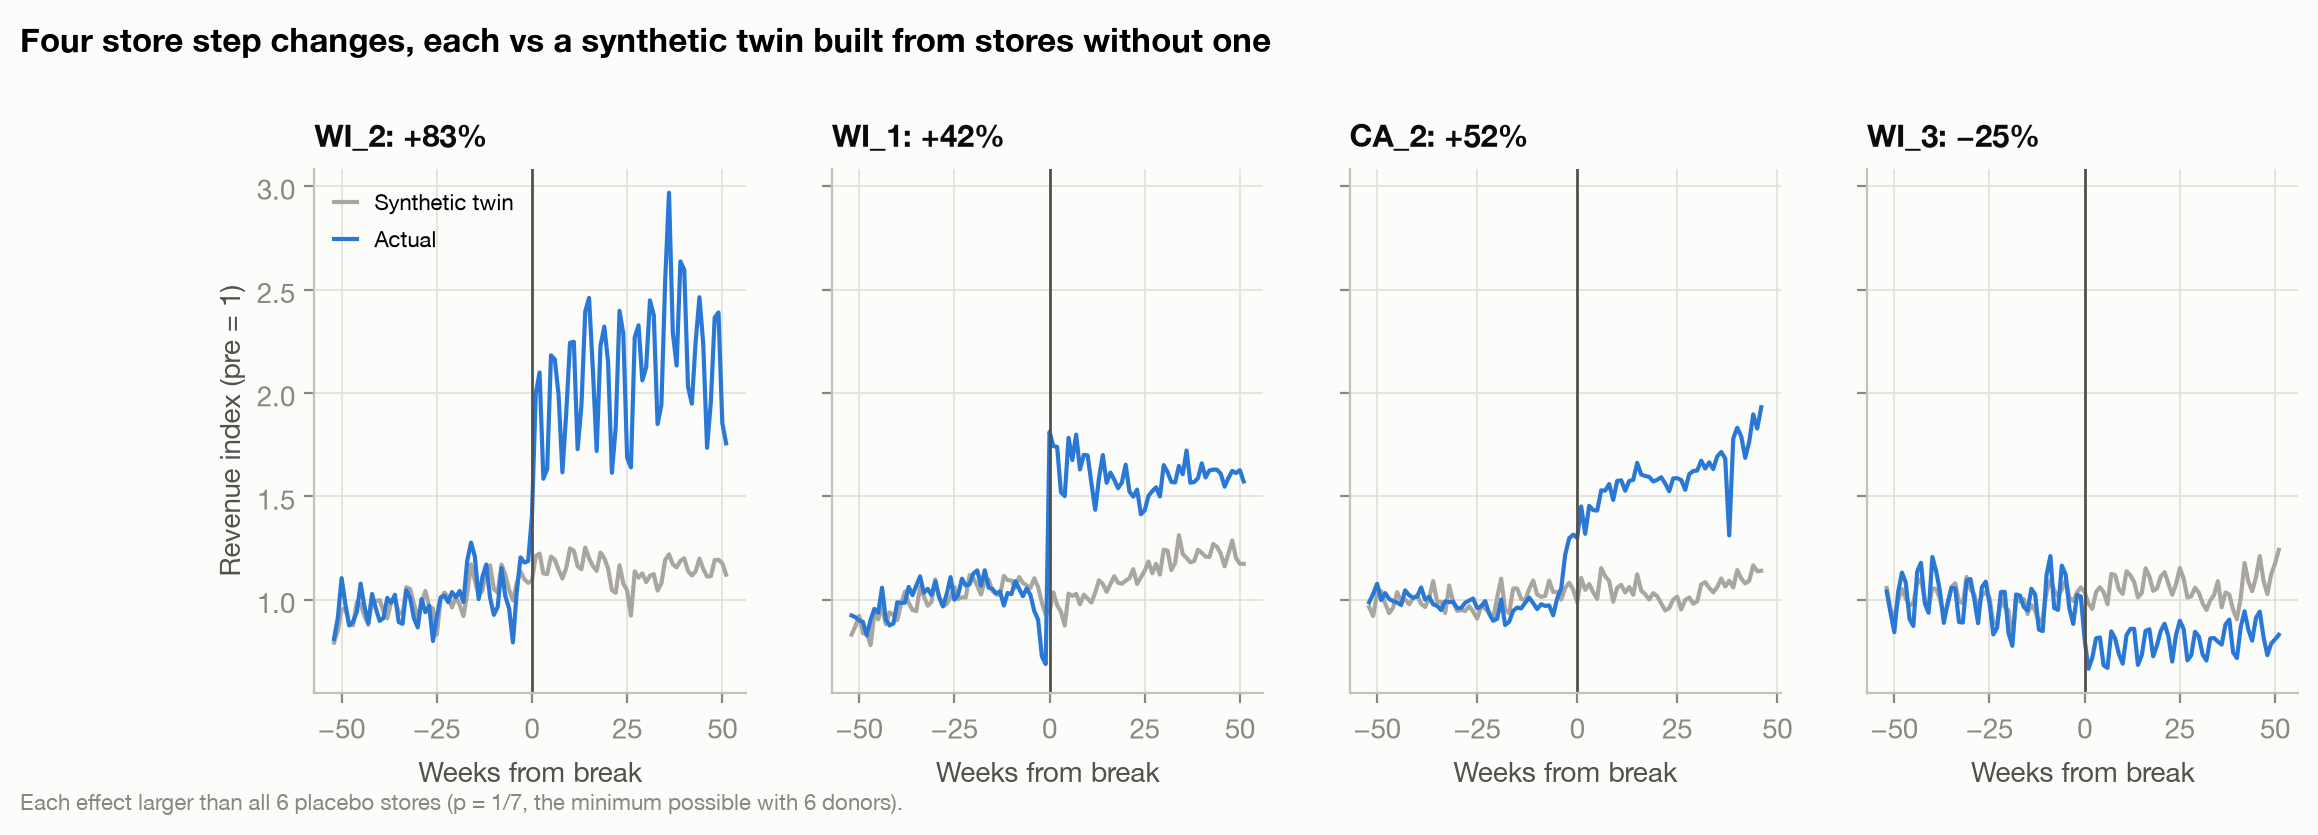 Four store step changes, each vs a synthetic twin built from stores without one
WI_2: +83%
WI_1: +42%
CA_2: +52%
WI_3: −25%
Revenue index (pre = 1)
3.0
2.5
2.0
1.5
1.0
Synthetic twin
Actual
−50 −25 0 25 50
−50 −25 0 25 50
−50 −25 0 25 50
−50 −25 0 25 50
Weeks from break
Weeks from break
Weeks from break
Weeks from break
Each effect larger than all 6 placebo stores (p = 1/7, the minimum possible with 6 donors).